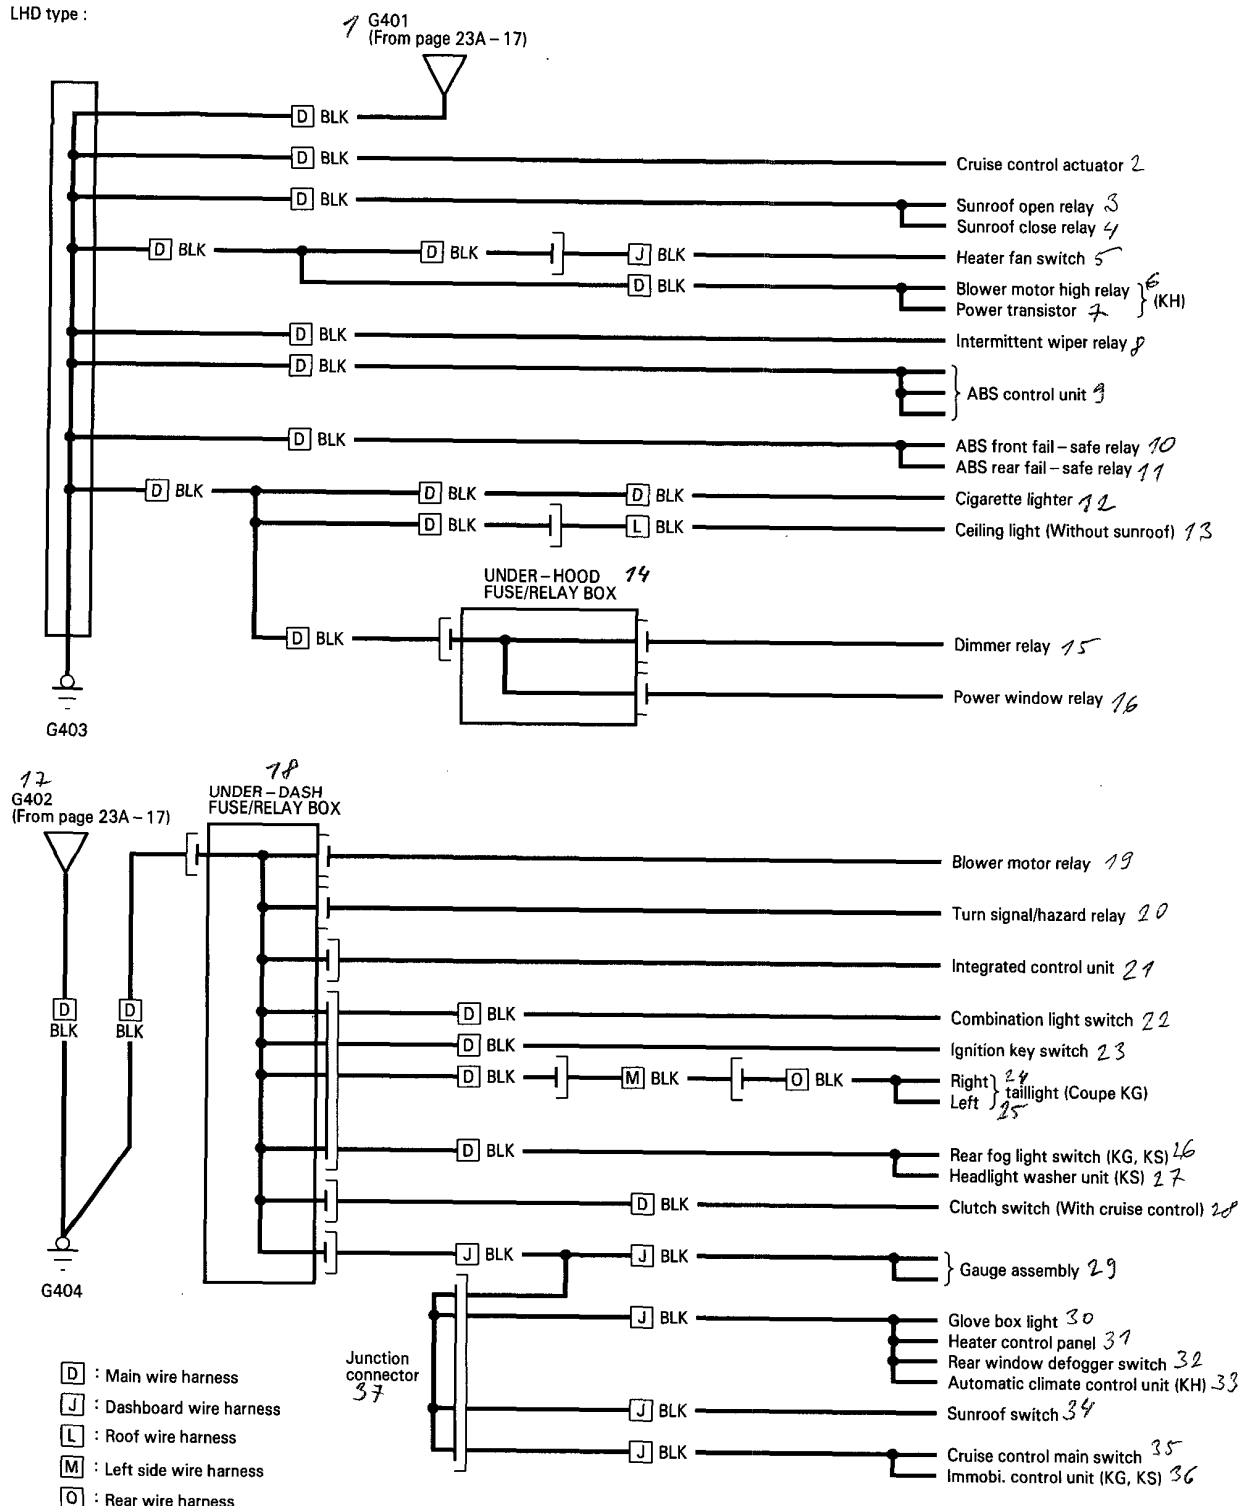 LHD type :
1 G401
(From page 23A – 17)
D BLK
D BLK
Cruise control actuator 2
D BLK
Sunroof open relay 3
Sunroof close relay 4
D BLK
D BLK
J BLK
Heater fan switch 5
D BLK
Blower motor high relay 6
Power transistor 7
(KH)
D BLK
Intermittent wiper relay 8
D BLK
ABS control unit 9
D BLK
ABS front fail – safe relay 10
ABS rear fail – safe relay 11
D BLK
D BLK
D BLK
Cigarette lighter 12
D BLK
L BLK
Ceiling light (Without sunroof) 13
UNDER – HOOD 14
FUSE/RELAY BOX
D BLK
Dimmer relay 15
Power window relay 16
G403
17
G402
(From page 23A – 17)
18
UNDER – DASH
FUSE/RELAY BOX
Blower motor relay 19
Turn signal/hazard relay 20
Integrated control unit 21
D
BLK
D
BLK
D BLK
Combination light switch 22
D BLK
Ignition key switch 23
D BLK
M BLK
O BLK
Right 24
Left 25
taillight (Coupe KG)
D BLK
Rear fog light switch (KG, KS) 26
Headlight washer unit (KS) 27
D BLK
Clutch switch (With cruise control) 28
J BLK
J BLK
Gauge assembly 29
G404
J BLK
Glove box light 30
Heater control panel 31
Rear window defogger switch 32
Automatic climate control unit (KH) 33
Junction
connector
37
J BLK
Sunroof switch 34
J BLK
Cruise control main switch 35
Immobi. control unit (KG, KS) 36
D : Main wire harness
J : Dashboard wire harness
L : Roof wire harness
M : Left side wire harness
O : Rear wire harness